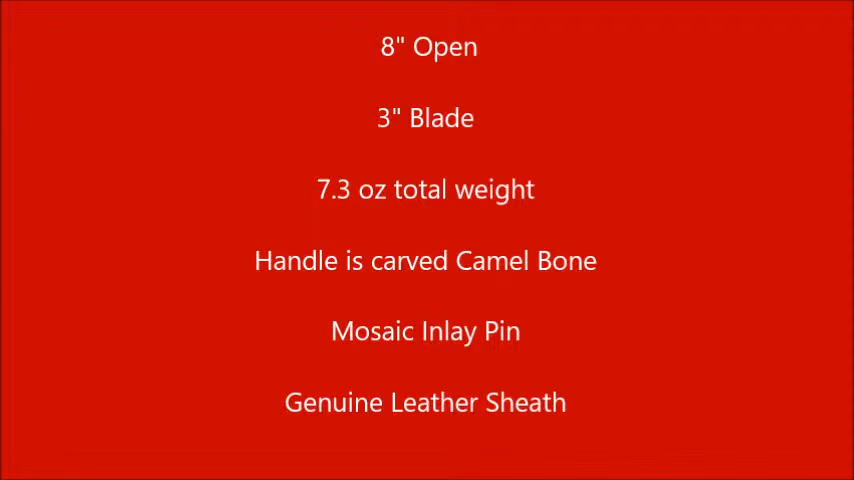 8" Open
3" Blade
7.3 oz total weight
Handle is carved Camel Bone
Mosaic Inlay Pin
Genuine Leather Sheath